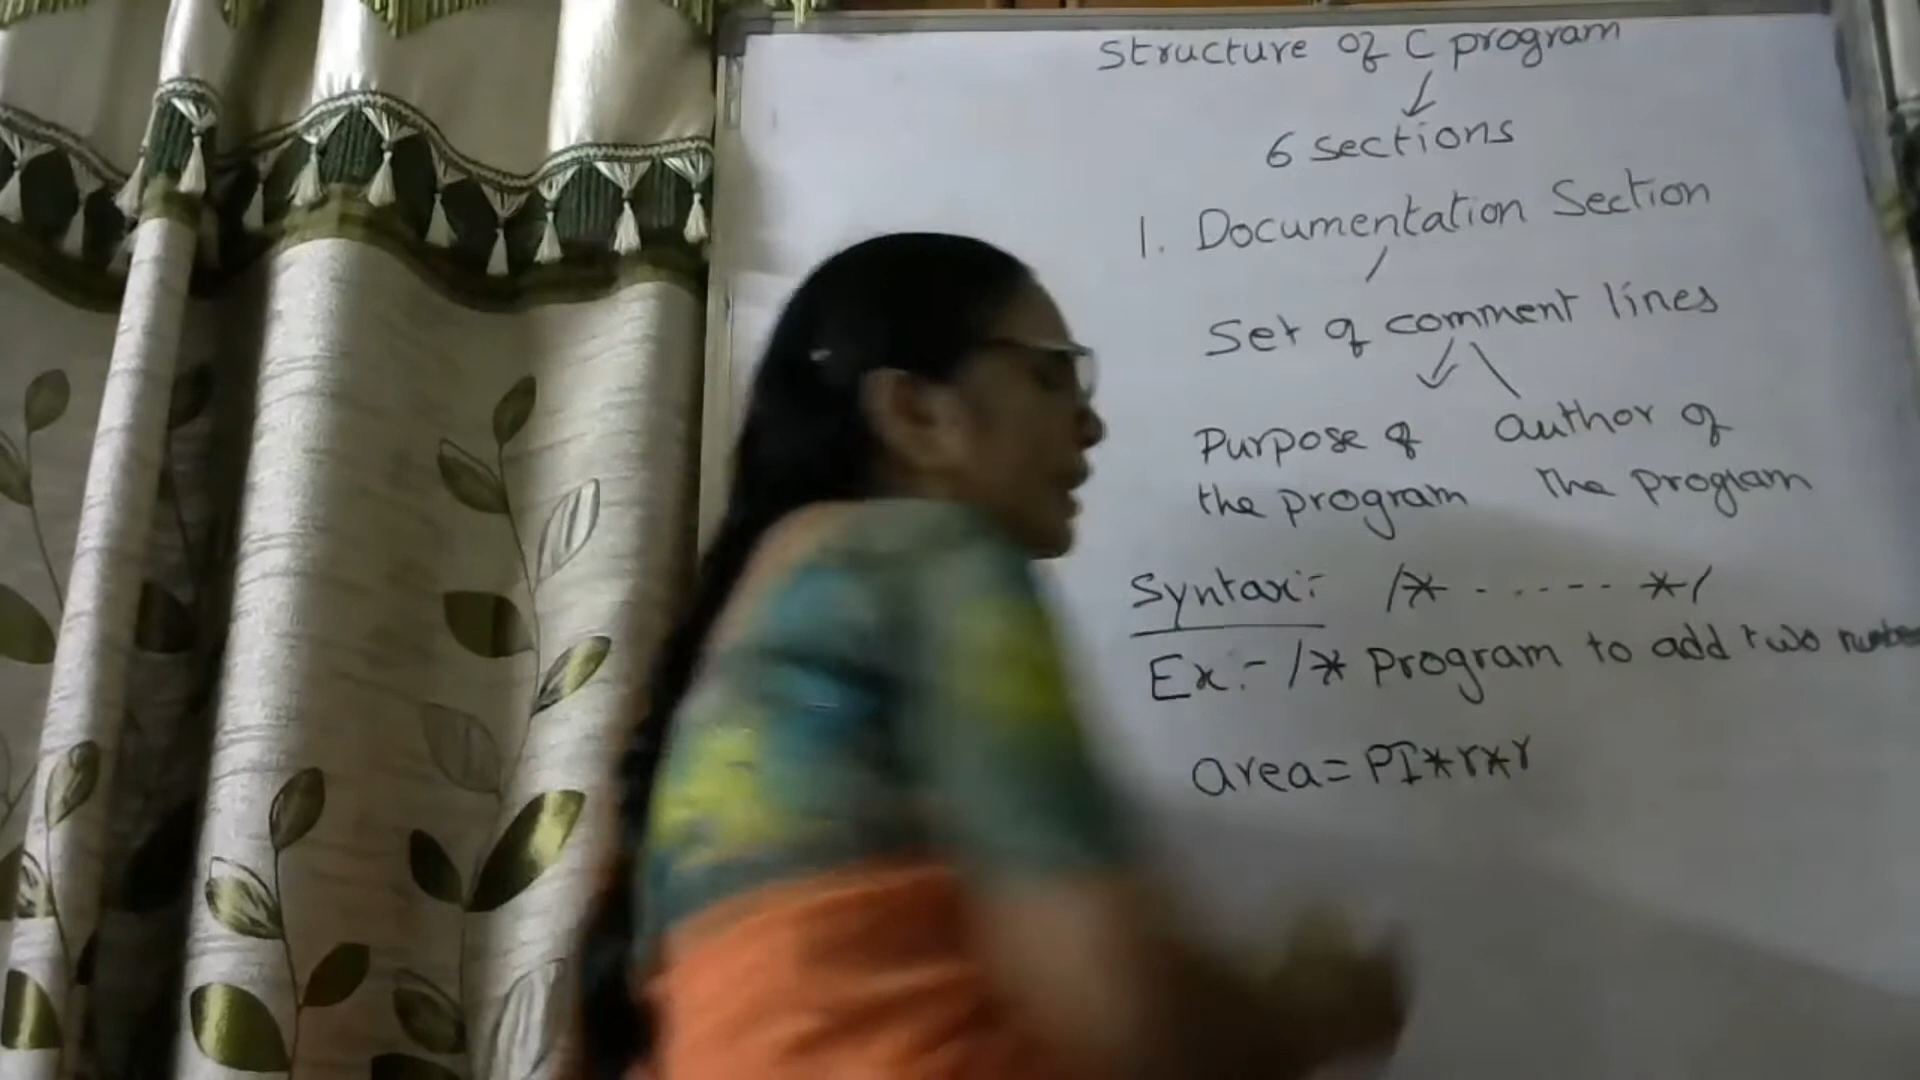 Structure of C program
6 sections
1. Documentation Section
Set of comment lines
Purpose of author of
the program the program
Syntax:- /* ------ */
Ex:- /* program to add two number
area=PI*r*r